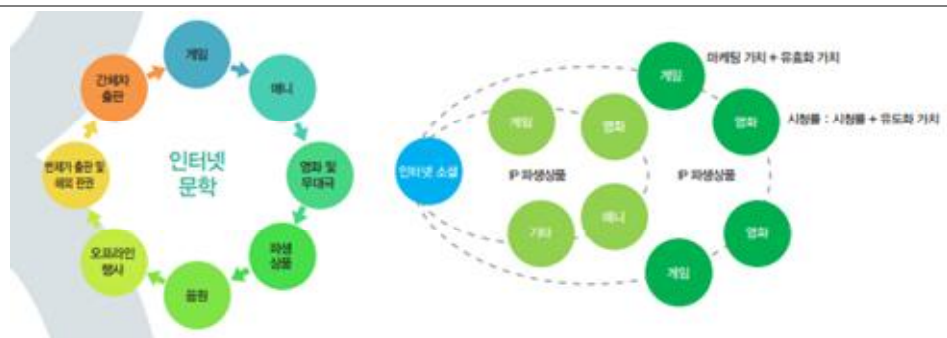 게임
애니
영화 및
무대극
파생
상품
음원
오프라인
행사
번체가 출판 및
해외 판권
간체자
출판
인터넷
문학
인터넷 소설
게임
영화
IP 파생상품
기타
애니
게임
마케팅 가치 + 유효화 가치
영화
시청률 : 시청률 + 유도화 가치
IP 파생상품
영화
게임